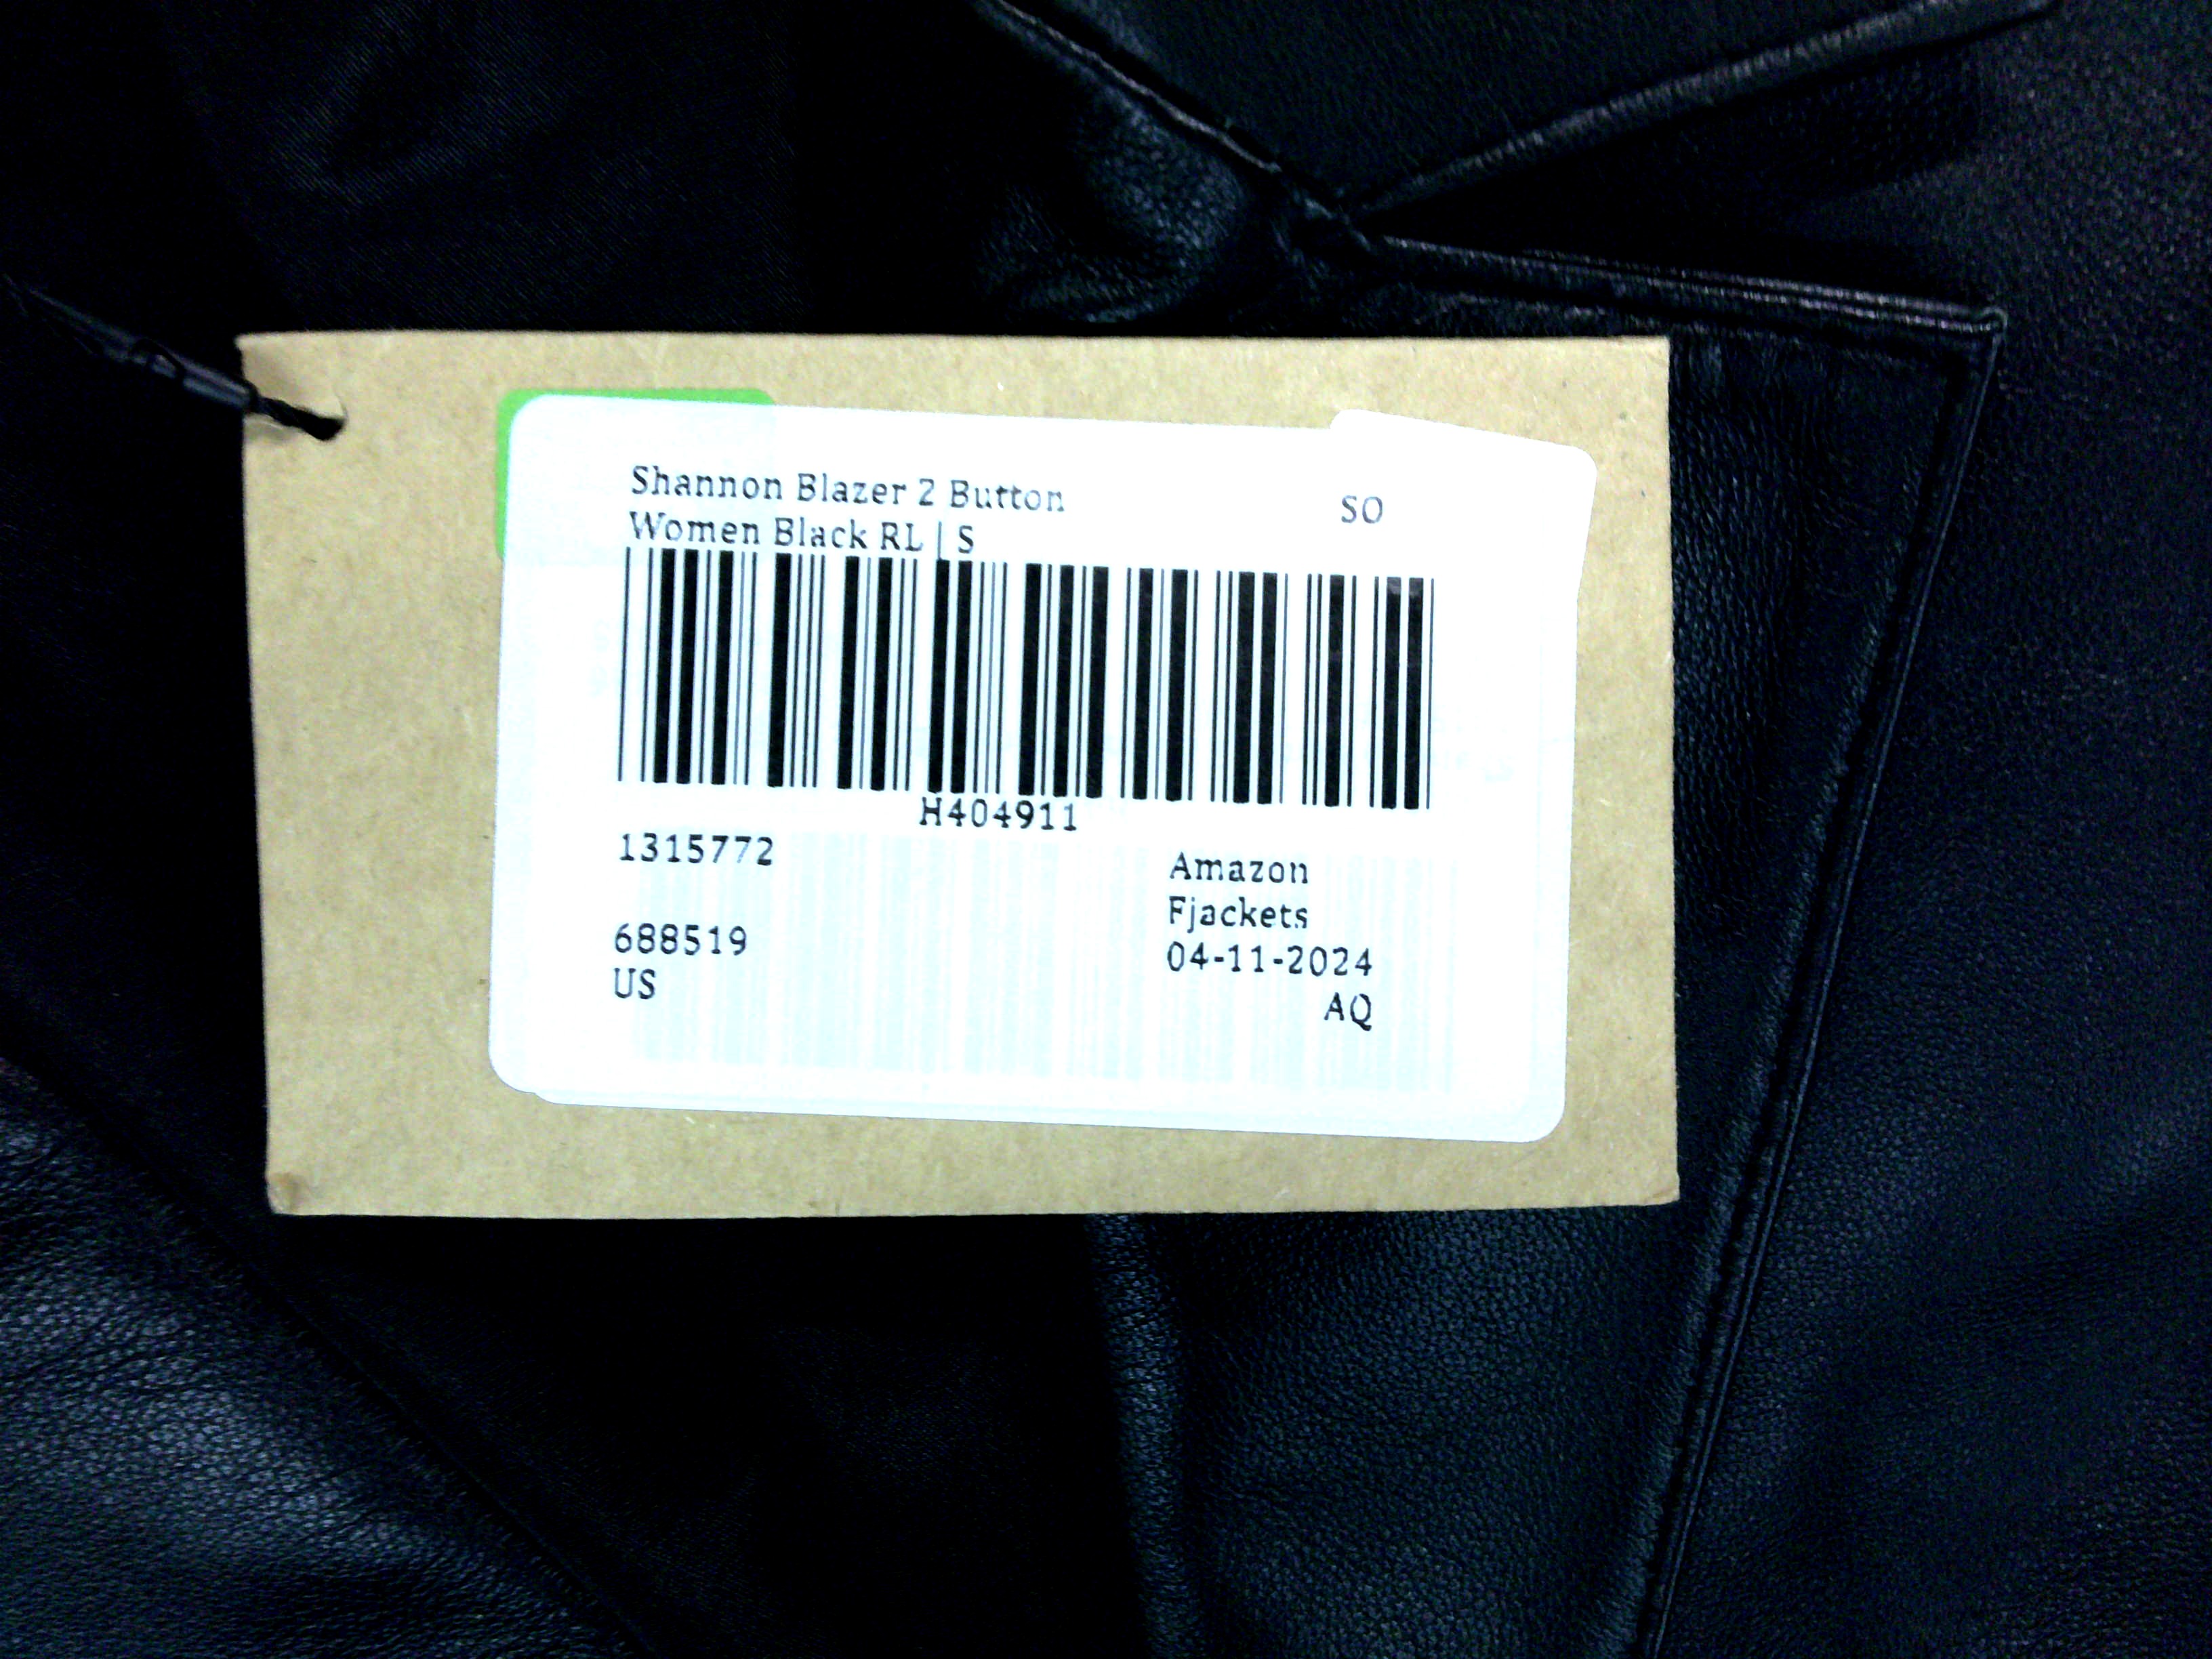 Shannon Blazer 2 Button
SO
Women Black RL | S
H404911
1315772
Amazon
Fjackets
688519
04-11-2024
US
AQ